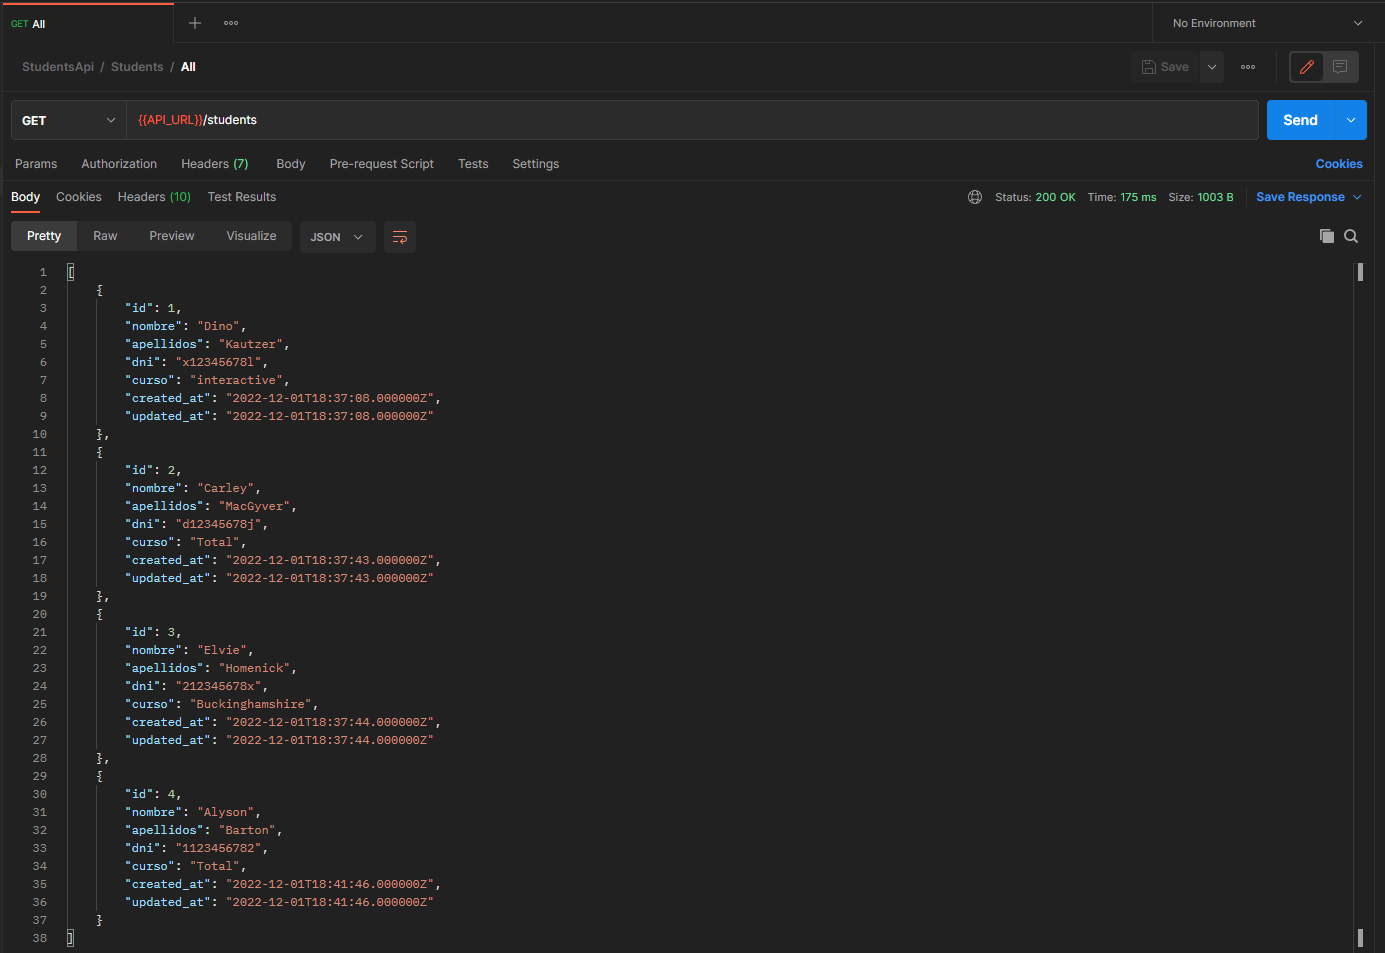 GET All
No Environment
StudentsApi / Students / All
Save
GET
{{API_URL}}/students
Send
Params Authorization Headers (7) Body Pre-request Script Tests Settings
Cookies
Body Cookies Headers (10) Test Results
Status: 200 OK Time: 175 ms Size: 1003 B Save Response
Pretty Raw Preview Visualize JSON
1 [
2 {
3 "id": 1,
4 "nombre": "Dino",
5 "apellidos": "Kautzer",
6 "dni": "x12345678l",
7 "curso": "interactive",
8 "created_at": "2022-12-01T18:37:08.000000Z",
9 "updated_at": "2022-12-01T18:37:08.000000Z"
10 },
11 {
12 "id": 2,
13 "nombre": "Carley",
14 "apellidos": "MacGyver",
15 "dni": "d12345678j",
16 "curso": "Total",
17 "created_at": "2022-12-01T18:37:43.000000Z",
18 "updated_at": "2022-12-01T18:37:43.000000Z"
19 },
20 {
21 "id": 3,
22 "nombre": "Elvie",
23 "apellidos": "Homenick",
24 "dni": "212345678x",
25 "curso": "Buckinghamshire",
26 "created_at": "2022-12-01T18:37:44.000000Z",
27 "updated_at": "2022-12-01T18:37:44.000000Z"
28 },
29 {
30 "id": 4,
31 "nombre": "Alyson",
32 "apellidos": "Barton",
33 "dni": "1123456782",
34 "curso": "Total",
35 "created_at": "2022-12-01T18:41:46.000000Z",
36 "updated_at": "2022-12-01T18:41:46.000000Z"
37 }
38 ]